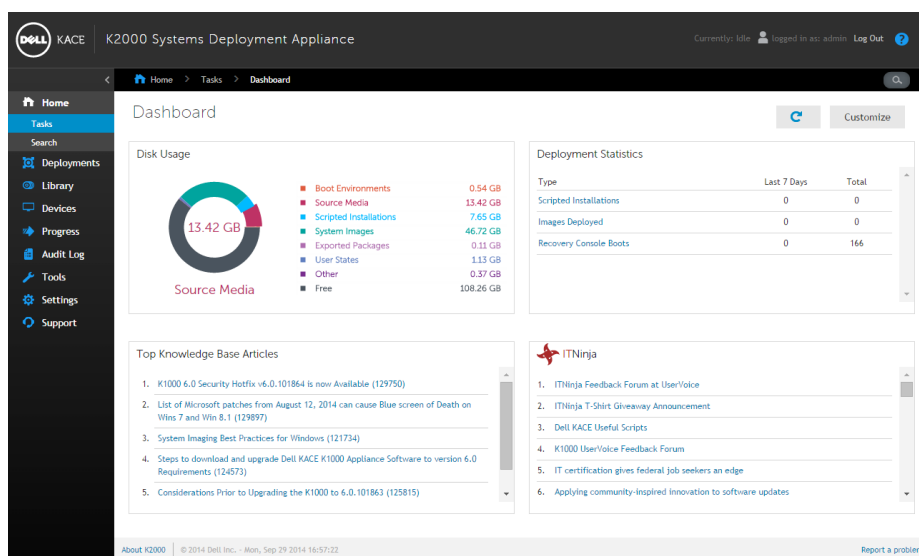 DELL KACE K2000 Systems Deployment Appliance
Currently: Idle logged in as: admin Log Out ?
Home > Tasks > Dashboard
Home
Tasks
Search
Deployments
Library
Devices
Progress
Audit Log
Tools
Settings
Support
Dashboard
Customize
Disk Usage
13.42 GB
Source Media
Boot Environments 0.54 GB
Source Media 13.42 GB
Scripted Installations 7.65 GB
System Images 46.72 GB
Exported Packages 0.11 GB
User States 1.13 GB
Other 0.37 GB
Free 108.26 GB
Deployment Statistics
Type Last 7 Days Total
Scripted Installations 0 0
Images Deployed 0 0
Recovery Console Boots 0 166
Top Knowledge Base Articles
1. K1000 6.0 Security Hotfix v6.0.101864 is now Available (129750)
2. List of Microsoft patches from August 12, 2014 can cause Blue screen of Death on
Wins 7 and Win 8.1 (129897)
3. System Imaging Best Practices for Windows (121734)
4. Steps to download and upgrade Dell KACE K1000 Appliance Software to version 6.0
Requirements (124573)
5. Considerations Prior to Upgrading the K1000 to 6.0.101863 (125815)
ITNinja
1. ITNinja Feedback Forum at UserVoice
2. ITNinja T-Shirt Giveaway Announcement
3. Dell KACE Useful Scripts
4. K1000 UserVoice Feedback Forum
5. IT certification gives federal job seekers an edge
6. Applying community-inspired innovation to software updates
About K2000 © 2014 Dell Inc. - Mon, Sep 29 2014 16:57:22
Report a problem